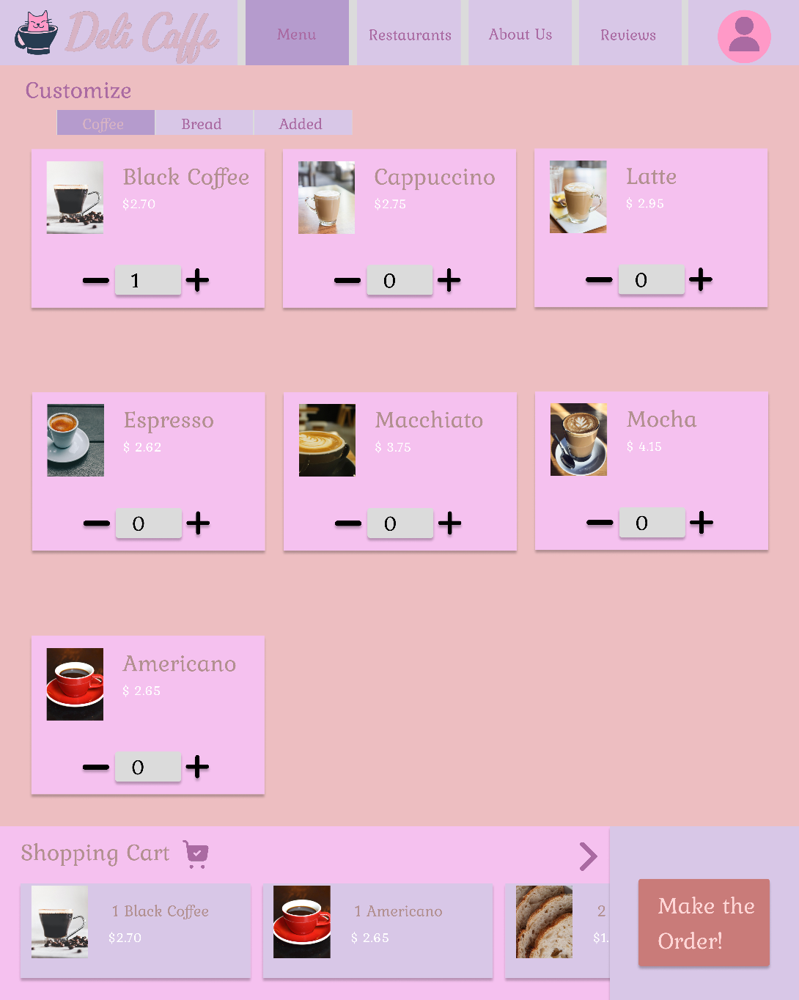 Deli Caffe
Menu
Restaurants
About Us
Reviews
Customize
Coffee
Bread
Added
Black Coffee
$2.70
1
Cappuccino
$2.75
0
Latte
$ 2.95
0
Espresso
$ 2.62
0
Macchiato
$ 3.75
0
Mocha
$ 4.15
0
Americano
$ 2.65
0
Shopping Cart
1 Black Coffee
$2.70
1 Americano
$ 2.65
2
$1.
Make the
Order!